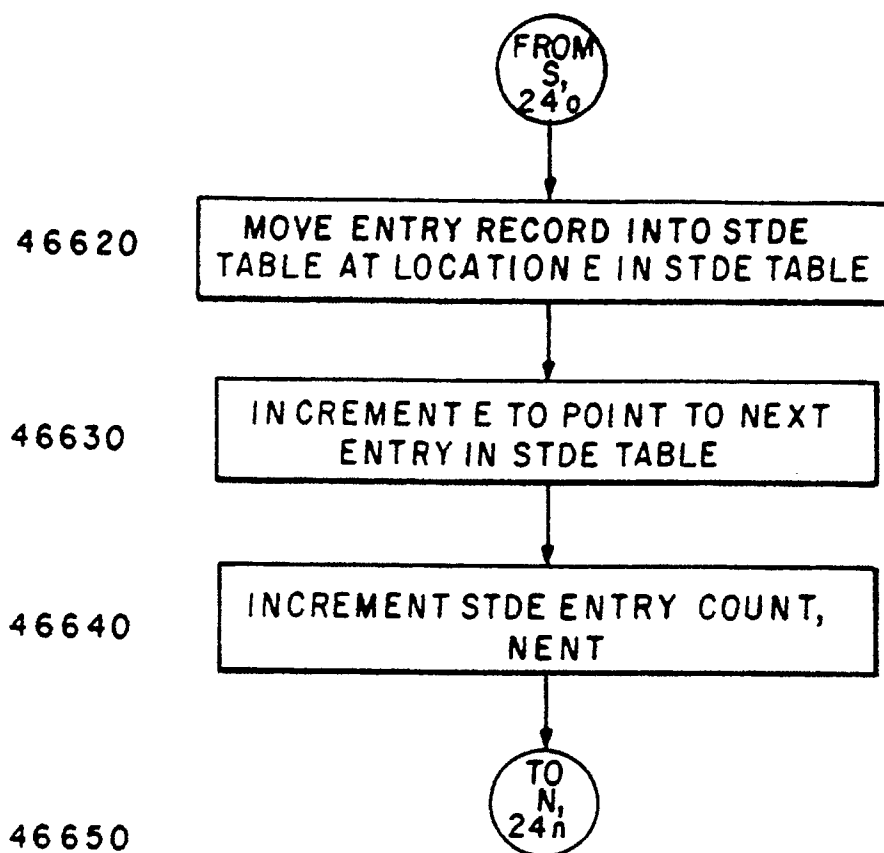 FROM
S,
24'o
46620
MOVE ENTRY RECORD INTO STDE
TABLE AT LOCATION E IN STDE TABLE
46630
INCREMENT E TO POINT TO NEXT
ENTRY IN STDE TABLE
46640
INCREMENT STDE ENTRY COUNT,
NENT
TO
N,
24n
46650